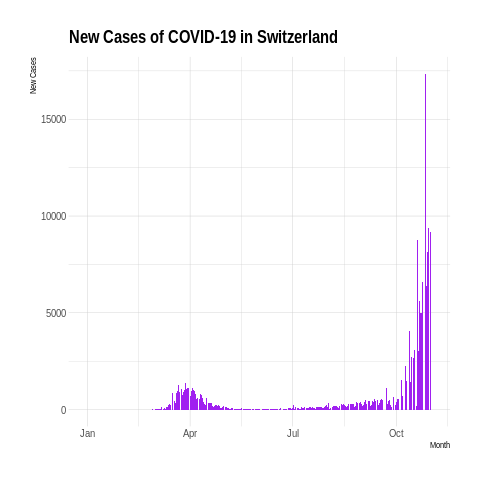 New Cases of COVID-19 in Switzerland
New Cases
15000
10000
5000
0
Jan Apr Jul Oct
Month